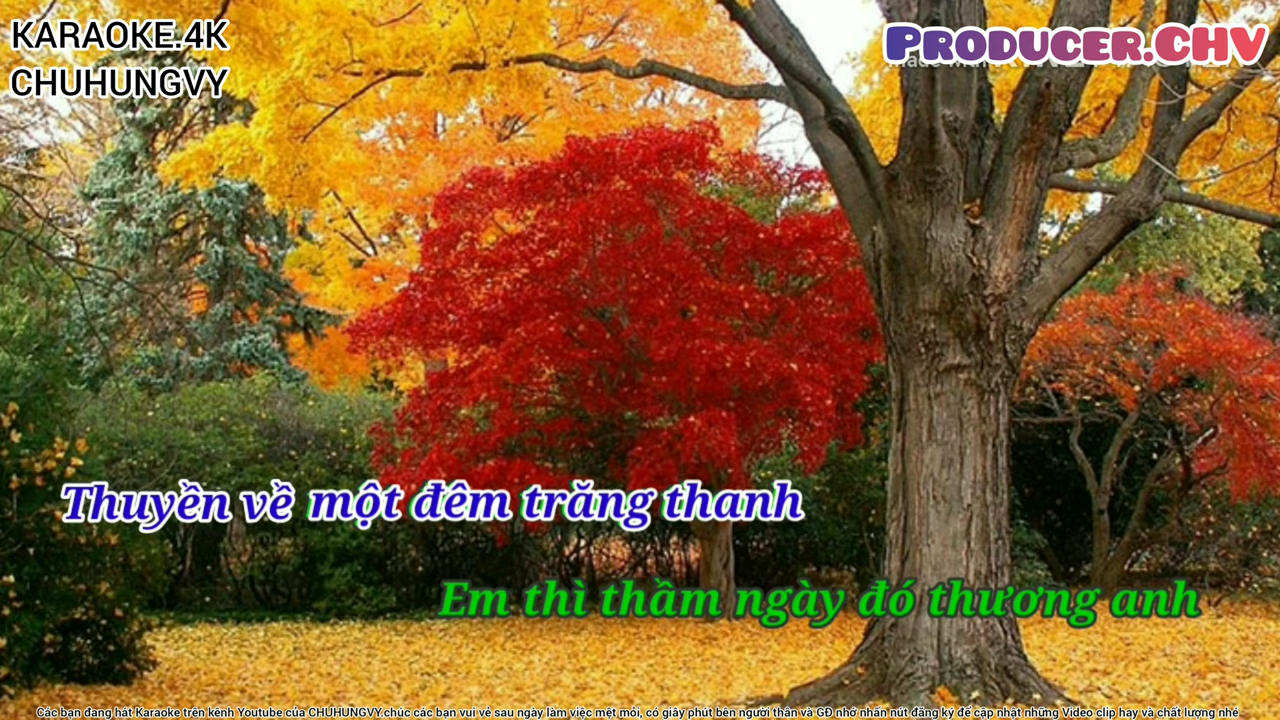 KARAOKE.4K
CHUHUNGVY
PRODUCER.CHV
Thuyền về một đêm trăng thanh
Em thì thầm ngày đó thương anh
Các bạn đang hát Karaoke trên kênh Youtube của CHUHUNGVY chúc các bạn vui vẻ sau ngày làm việc mệt mỏi, có giây phút bên người thân và GĐ nhớ nhấn nút đăng ký để cập nhật những Video clip hay và chất lượng nhé